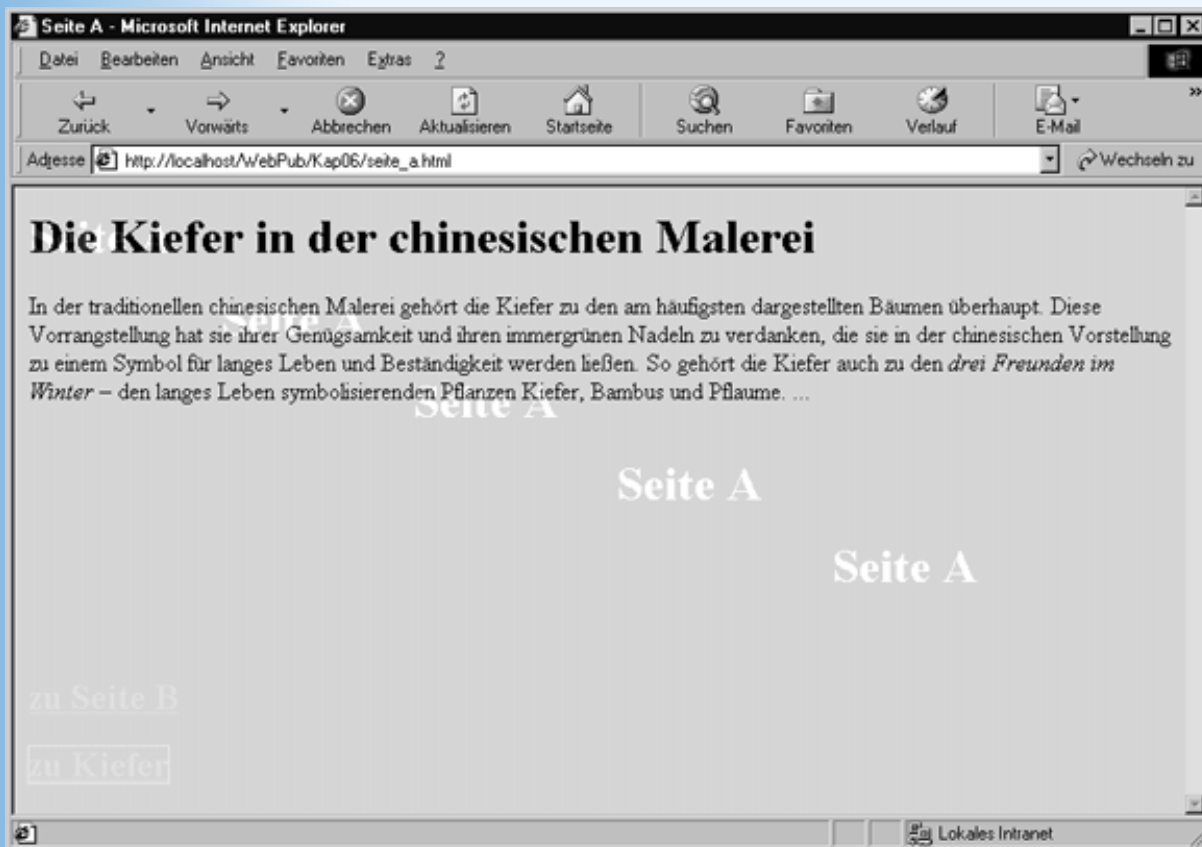 Seite A - Microsoft Internet Explorer
Datei Bearbeiten Ansicht Favoriten Extras ?
Zurück Vorwärts Abbrechen Aktualisieren Startseite Suchen Favoriten Verlauf E-Mail »
Adresse http://localhost/WebPub/Kap06/seite_a.html Wechseln zu
Die Kiefer in der chinesischen Malerei
Seite A
In der traditionellen chinesischen Malerei gehört die Kiefer zu den am häufigsten dargestellten Bäumen überhaupt. Diese
Seite A
Vorrangstellung hat sie ihrer Genügsamkeit und ihren immergrünen Nadeln zu verdanken, die sie in der chinesischen Vorstellung
zu einem Symbol für langes Leben und Beständigkeit werden ließen. So gehört die Kiefer auch zu den drei Freunden im
Winter – den langes Leben symbolisierenden Pflanzen Kiefer, Bambus und Pflaume. ...
Seite A
Seite A
Seite A
zu Seite B
zu Kiefer
Lokales Intranet